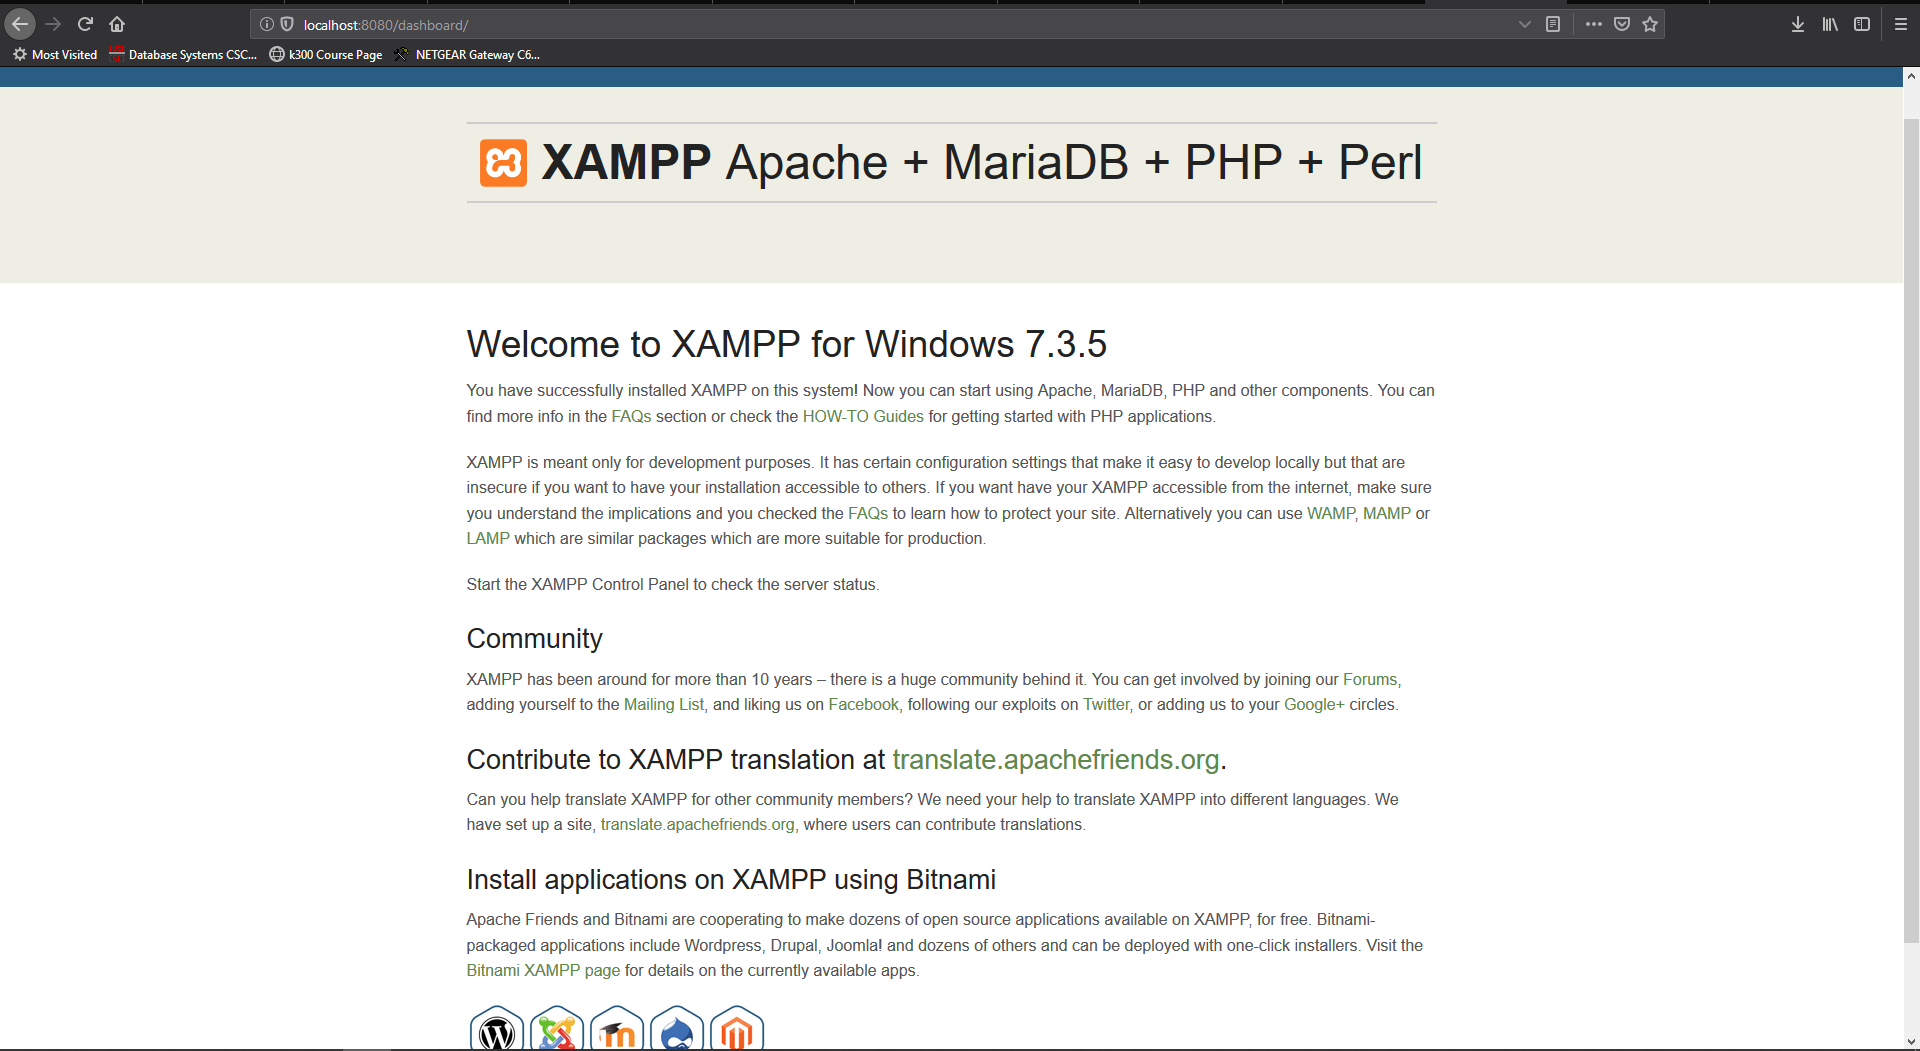 localhost:8080/dashboard/
Most Visited Database Systems CSC... k300 Course Page NETGEAR Gateway C6...
XAMPP Apache + MariaDB + PHP + Perl
Welcome to XAMPP for Windows 7.3.5
You have successfully installed XAMPP on this system! Now you can start using Apache, MariaDB, PHP and other components. You can
find more info in the FAQs section or check the HOW-TO Guides for getting started with PHP applications.
XAMPP is meant only for development purposes. It has certain configuration settings that make it easy to develop locally but that are
insecure if you want to have your installation accessible to others. If you want have your XAMPP accessible from the internet, make sure
you understand the implications and you checked the FAQs to learn how to protect your site. Alternatively you can use WAMP, MAMP or
LAMP which are similar packages which are more suitable for production.
Start the XAMPP Control Panel to check the server status.
Community
XAMPP has been around for more than 10 years – there is a huge community behind it. You can get involved by joining our Forums,
adding yourself to the Mailing List, and liking us on Facebook, following our exploits on Twitter, or adding us to your Google+ circles.
Contribute to XAMPP translation at translate.apachefriends.org.
Can you help translate XAMPP for other community members? We need your help to translate XAMPP into different languages. We
have set up a site, translate.apachefriends.org, where users can contribute translations.
Install applications on XAMPP using Bitnami
Apache Friends and Bitnami are cooperating to make dozens of open source applications available on XAMPP, for free. Bitnami-
packaged applications include Wordpress, Drupal, Joomla! and dozens of others and can be deployed with one-click installers. Visit the
Bitnami XAMPP page for details on the currently available apps.